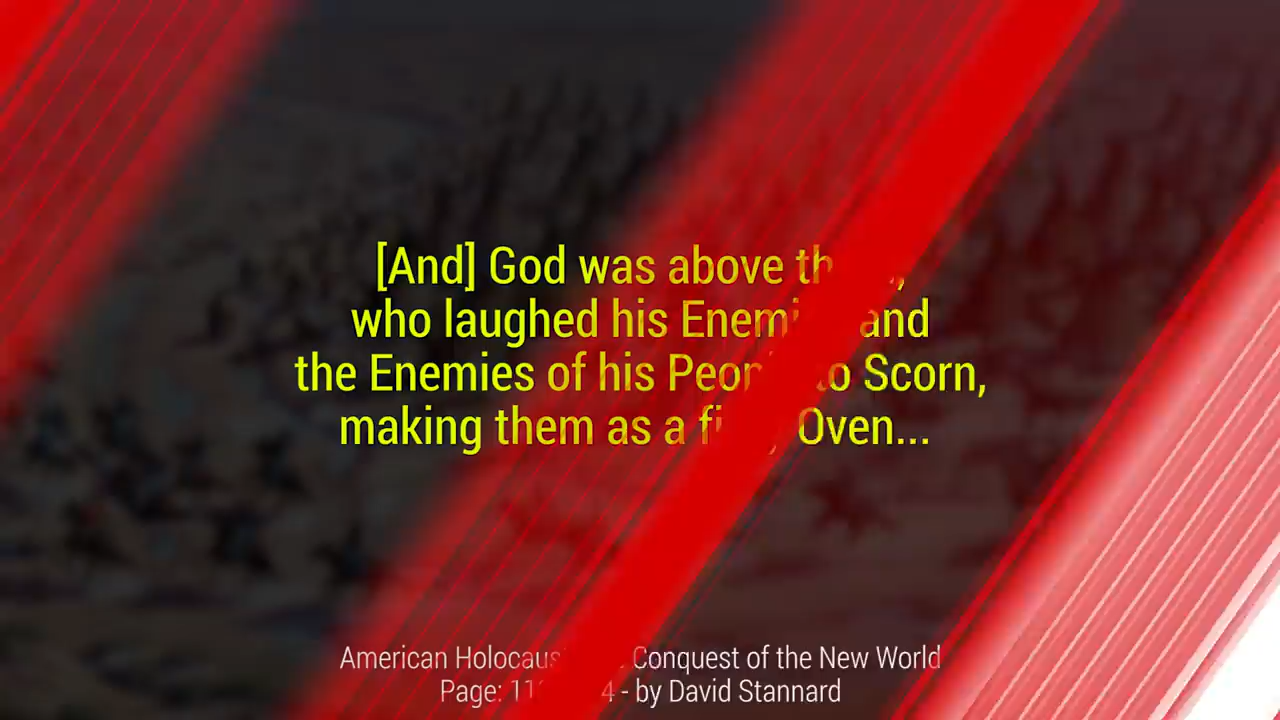 [And] God was above
who laughed his and
the Enemies of his to Scorn,
making them as a Oven...
American Conquest of the New World
Page: - by David Stannard